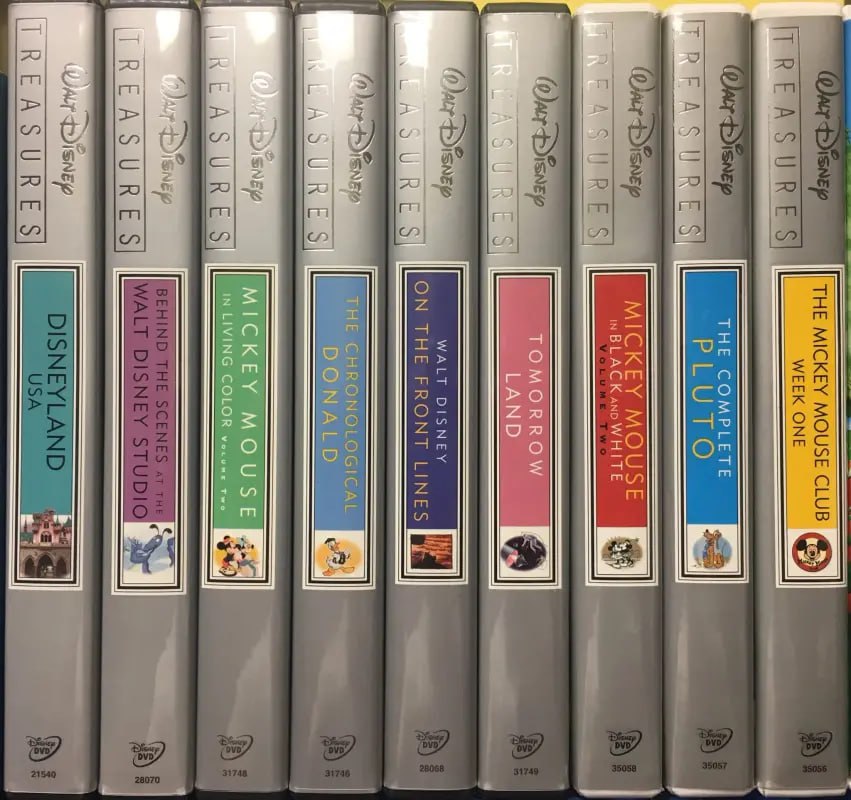 WALT DISNEY
TREASURES
DISNEYLAND
USA
DISNEY
DVD
21540
WALT DISNEY
TREASURES
BEHIND THE SCENES AT THE
WALT DISNEY STUDIO
DISNEY
DVD
28070
WALT DISNEY
TREASURES
MICKEY MOUSE
IN LIVING COLOR VOLUME TWO
DISNEY
DVD
31748
WALT DISNEY
TREASURES
THE CHRONOLOGICAL
DONALD
DISNEY
DVD
31746
WALT DISNEY
TREASURES
WALT DISNEY
ON THE FRONT LINES
DISNEY
DVD
28068
WALT DISNEY
TREASURES
TOMORROW
LAND
DISNEY
DVD
31749
WALT DISNEY
TREASURES
MICKEY MOUSE
IN BLACK AND WHITE
VOLUME TWO
DISNEY
DVD
35058
WALT DISNEY
TREASURES
THE COMPLETE
PLUTO
DISNEY
DVD
35057
WALT DISNEY
TREASURES
THE MICKEY MOUSE CLUB
WEEK ONE
DISNEY
DVD
35056